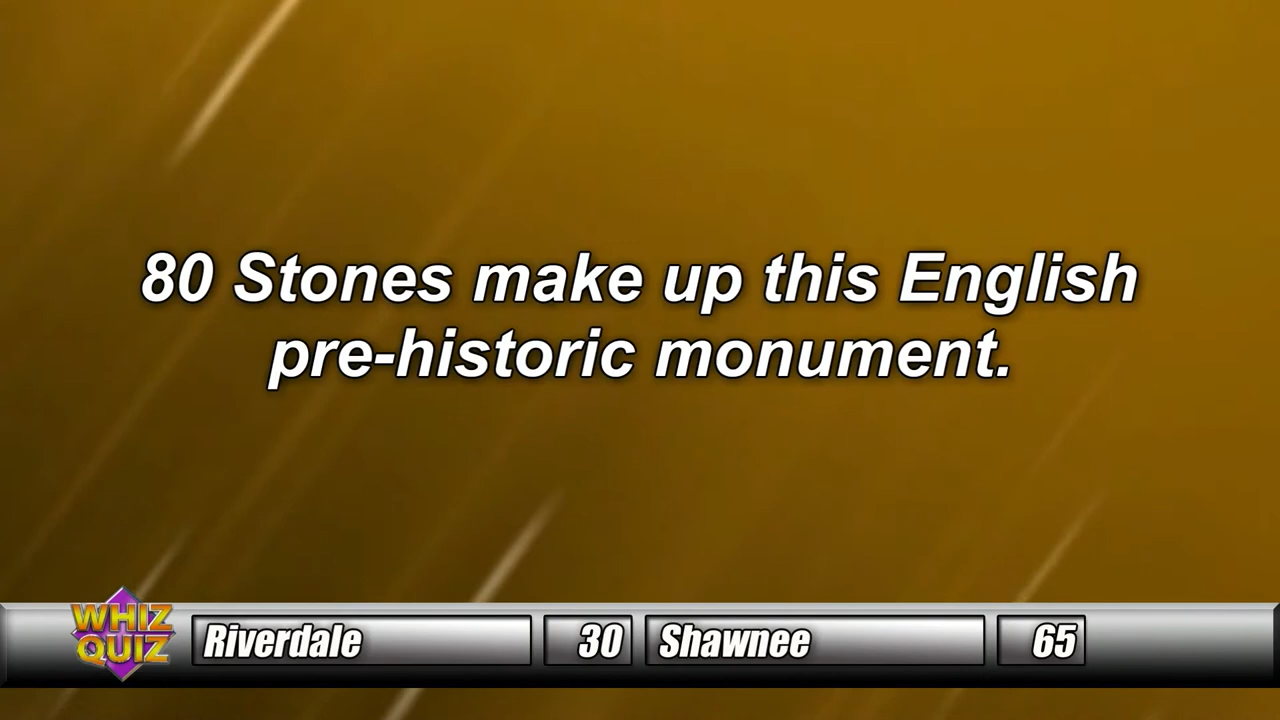 80 Stones make up this English
pre-historic monument.
WHIZ
QUIZ
Riverdale 30 Shawnee 65